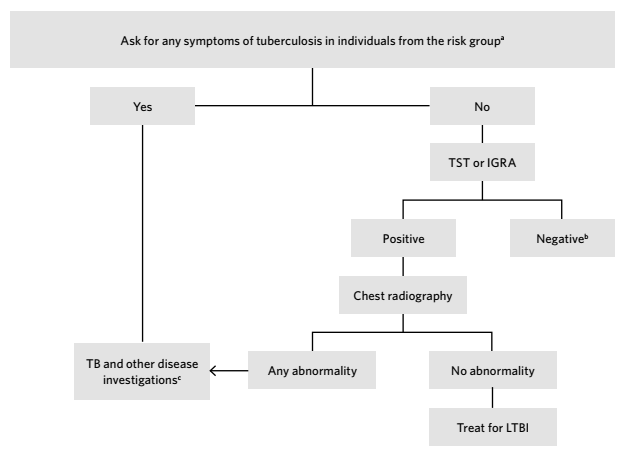 Ask for any symptoms of tuberculosis in individuals from the risk groupᵃ
Yes
No
TST or IGRA
Positive
Negativeᵇ
Chest radiography
TB and other disease
investigationsᶜ
Any abnormality
No abnormality
Treat for LTBI